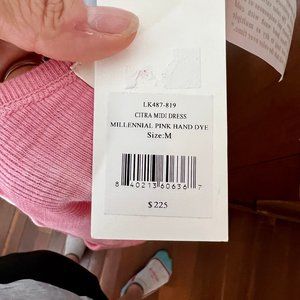 LK487-819
CITRA MIDI DRESS
MILLENNIAL PINK HAND DYE
Size:M
8 40213 60636 7
$ 225